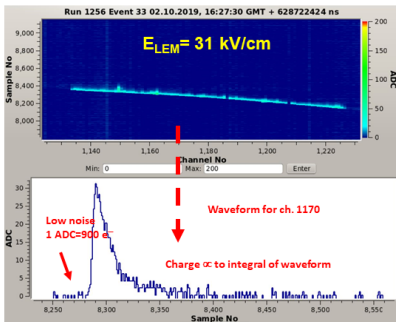 Run 1256 Event 33 02.10.2019, 16:27:30 GMT + 628722424 ns
E_LEM= 31 kV/cm
200
150
100
50
0
ADC
9,000
8,800
8,600
8,400
8,200
8,000
Sample No
1,140
1,160
1,180
1,200
1,220
Channel No
Min: 0 Max: 200 Enter
30
25
20
15
10
5
0
ADC
Low noise
1 ADC=900 e⁻
Waveform for ch. 1170
Charge ∝ to integral of waveform
8,250
8,300
8,350
8,400
8,450
8,500
8,550
Sample No